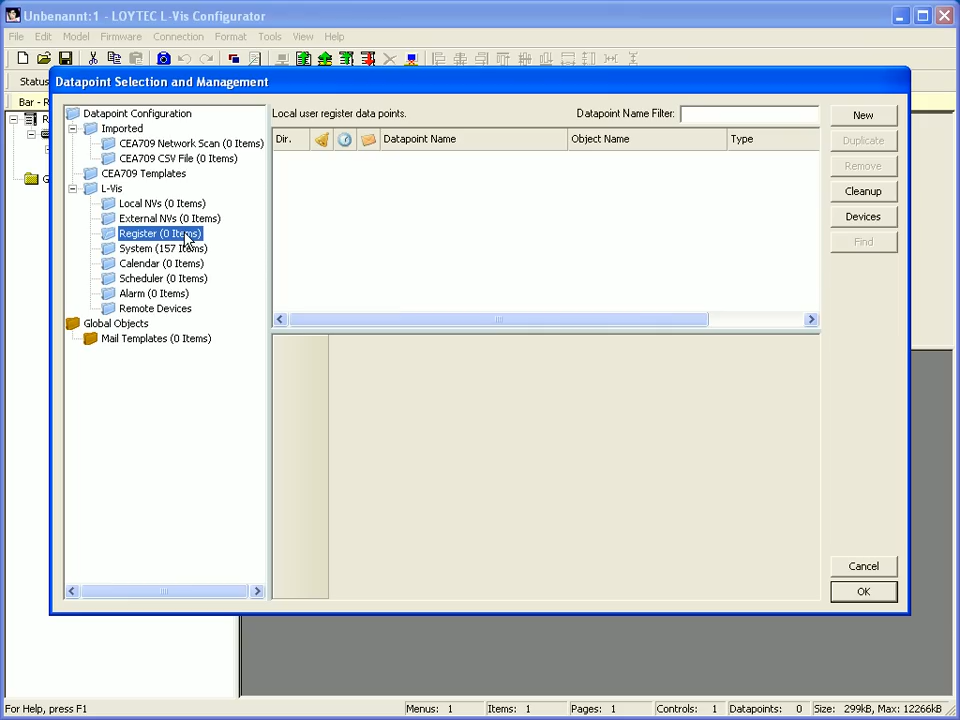 Unbenannt:1 - LOYTEC L-Vis Configurator
File Edit Model Firmware Connection Format Tools View Help
Status
Datapoint Selection and Management
Bar - R
Datapoint Configuration
Imported
CEA709 Network Scan (0 Items)
CEA709 CSV File (0 Items)
CEA709 Templates
L-Vis
Local NVs (0 Items)
External NVs (0 Items)
Register (0 Items)
System (157 Items)
Calendar (0 Items)
Scheduler (0 Items)
Alarm (0 Items)
Remote Devices
Global Objects
Mail Templates (0 Items)
Local user register data points.
Datapoint Name Filter:
Dir. Datapoint Name Object Name Type
New
Duplicate
Remove
Cleanup
Devices
Find
Cancel
OK
For Help, press F1
Menus: 1 Items: 1 Pages: 1 Controls: 1 Datapoints: 0 Size: 299kB, Max: 12266kB